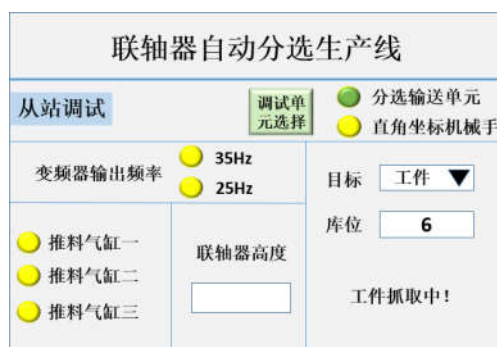 联轴器自动分选生产线
从站调试
调试单
元选择
分选输送单元
直角坐标机械手
变频器输出频率
35Hz
25Hz
目标 工件
库位 6
推料气缸一
推料气缸二
推料气缸三
联轴器高度
工件抓取中!